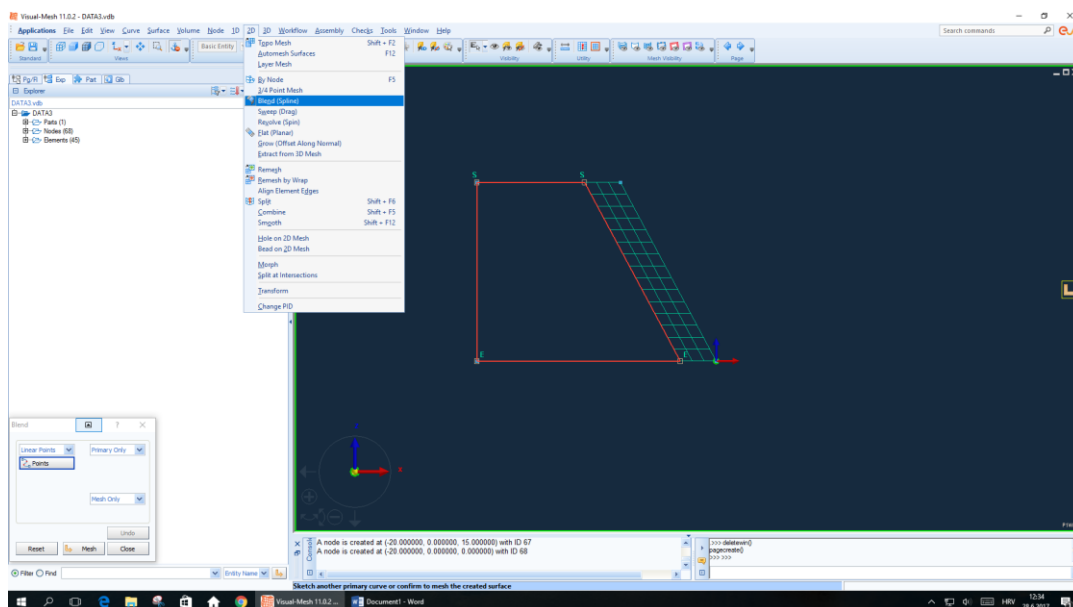 Visual-Mesh 11.0.2 - DATA3.vdb
Applications File Edit View Curve Surface Volume Node 1D 2D 3D Workflow Assembly Checks Tools Window Help
Search commands
Basic Entity
Standard Views Visibility Utility Mesh Visibility Page
Pg/R Exp Part Gb
Explorer
DATA3.vdb
DATA3
Parts (1)
Nodes (68)
Elements (45)
Topo Mesh Shift + F2
Automesh Surfaces F12
Layer Mesh
By Node F5
3/4 Point Mesh
Blend (Spline)
Sweep (Drag)
Revolve (Spin)
Flat (Planar)
Grow (Offset Along Normal)
Extract from 3D Mesh
Remesh
Remesh by Wrap
Align Element Edges
Split Shift + F6
Combine Shift + F5
Smooth Shift + F12
Hole on 2D Mesh
Bead on 2D Mesh
Morph
Split at Intersections
Transform
Change PID
S S
E E
X
Blend ?
Linear Points Primary Only
Points
Mesh Only
Undo
Reset Mesh Close
Filter Find Entity Name
Console
A node is created at (-20.000000, 0.000000, 15.000000) with ID 67
A node is created at (-20.000000, 0.000000, 0.000000) with ID 68
>>> deletewin()
pagecreate()
>>> >>>
Sketch another primary curve or confirm to mesh the created surface
Visual-Mesh 11.0.2 ... Document1 - Word
HRV 12:34
28.6.2017.